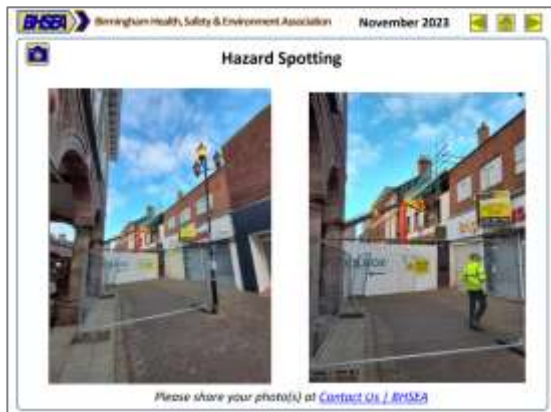 BHSEA
Birmingham Health, Safety & Environment Association
November 2023
Hazard Spotting
Please share your photo(s) at Contact Us / BHSEA